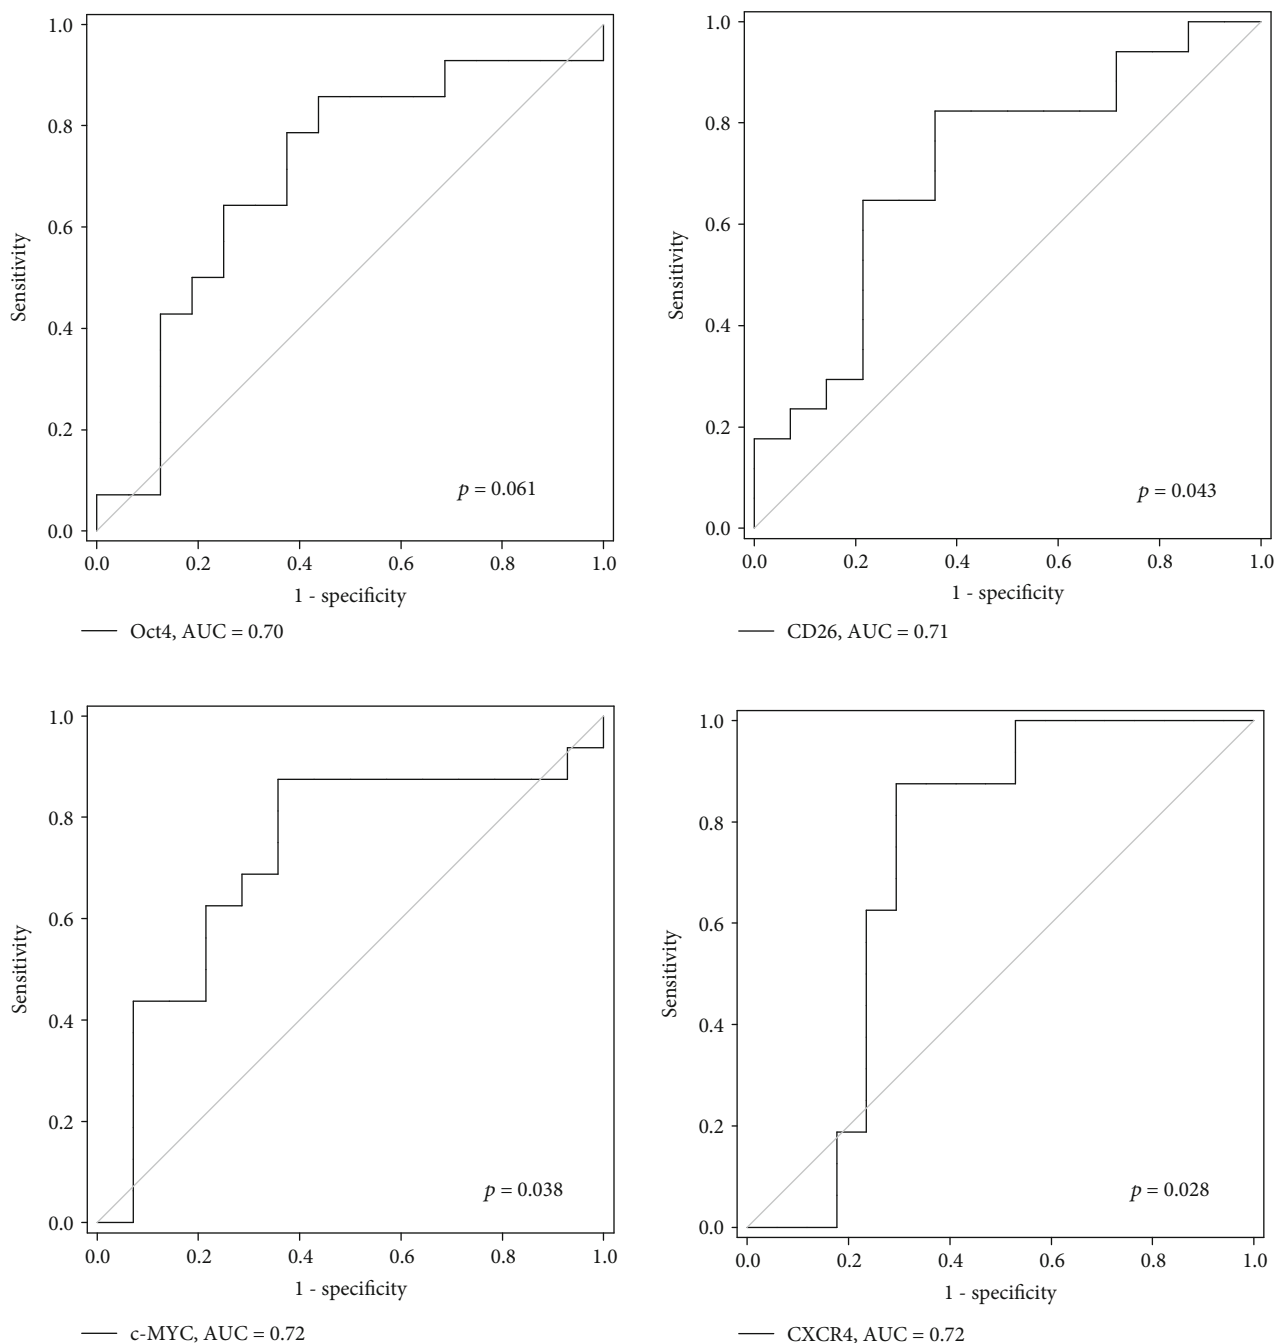 1.0
0.8
0.6
0.4
0.2
0.0
Sensitivity
p = 0.061
0.0 0.2 0.4 0.6 0.8 1.0
1 - specificity
Oct4, AUC = 0.70
1.0
0.8
0.6
0.4
0.2
0.0
Sensitivity
p = 0.043
0.0 0.2 0.4 0.6 0.8 1.0
1 - specificity
CD26, AUC = 0.71
1.0
0.8
0.6
0.4
0.2
0.0
Sensitivity
p = 0.038
0.0 0.2 0.4 0.6 0.8 1.0
1 - specificity
c-MYC, AUC = 0.72
1.0
0.8
0.6
0.4
0.2
0.0
Sensitivity
p = 0.028
0.0 0.2 0.4 0.6 0.8 1.0
1 - specificity
CXCR4, AUC = 0.72